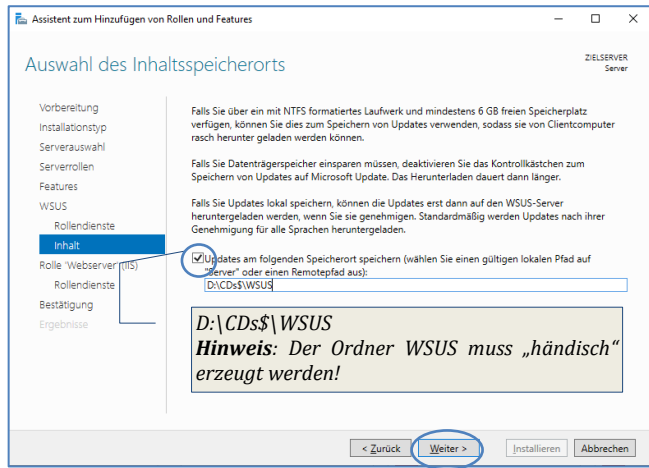 Assistent zum Hinzufügen von Rollen und Features
Auswahl des Inhaltsspeicherorts
ZIELSERVER
Server
Vorbereitung
Installationstyp
Serverauswahl
Serverrollen
Features
WSUS
Rollendienste
Inhalt
Rolle 'Webserver' (IIS)
Rollendienste
Bestätigung
Ergebnisse
Falls Sie über ein mit NTFS formatiertes Laufwerk und mindestens 6 GB freien Speicherplatz
verfügen, können Sie dies zum Speichern von Updates verwenden, sodass sie von Clientcomputer
rasch herunter geladen werden können.
Falls Sie Datenträgerspeicher einsparen müssen, deaktivieren Sie das Kontrollkästchen zum
Speichern von Updates auf Microsoft Update. Das Herunterladen dauert dann länger.
Falls Sie Updates lokal speichern, können die Updates erst dann auf den WSUS-Server
heruntergeladen werden, wenn Sie sie genehmigen. Standardmäßig werden Updates nach ihrer
Genehmigung für alle Sprachen heruntergeladen.
Updates am folgenden Speicherort speichern (wählen Sie einen gültigen lokalen Pfad auf
"Server" oder einen Remotepfad aus):
D:\CDs$\WSUS
D:\CDs$\WSUS
Hinweis: Der Ordner WSUS muss „händisch“
erzeugt werden!
< Zurück
Weiter >
Installieren
Abbrechen